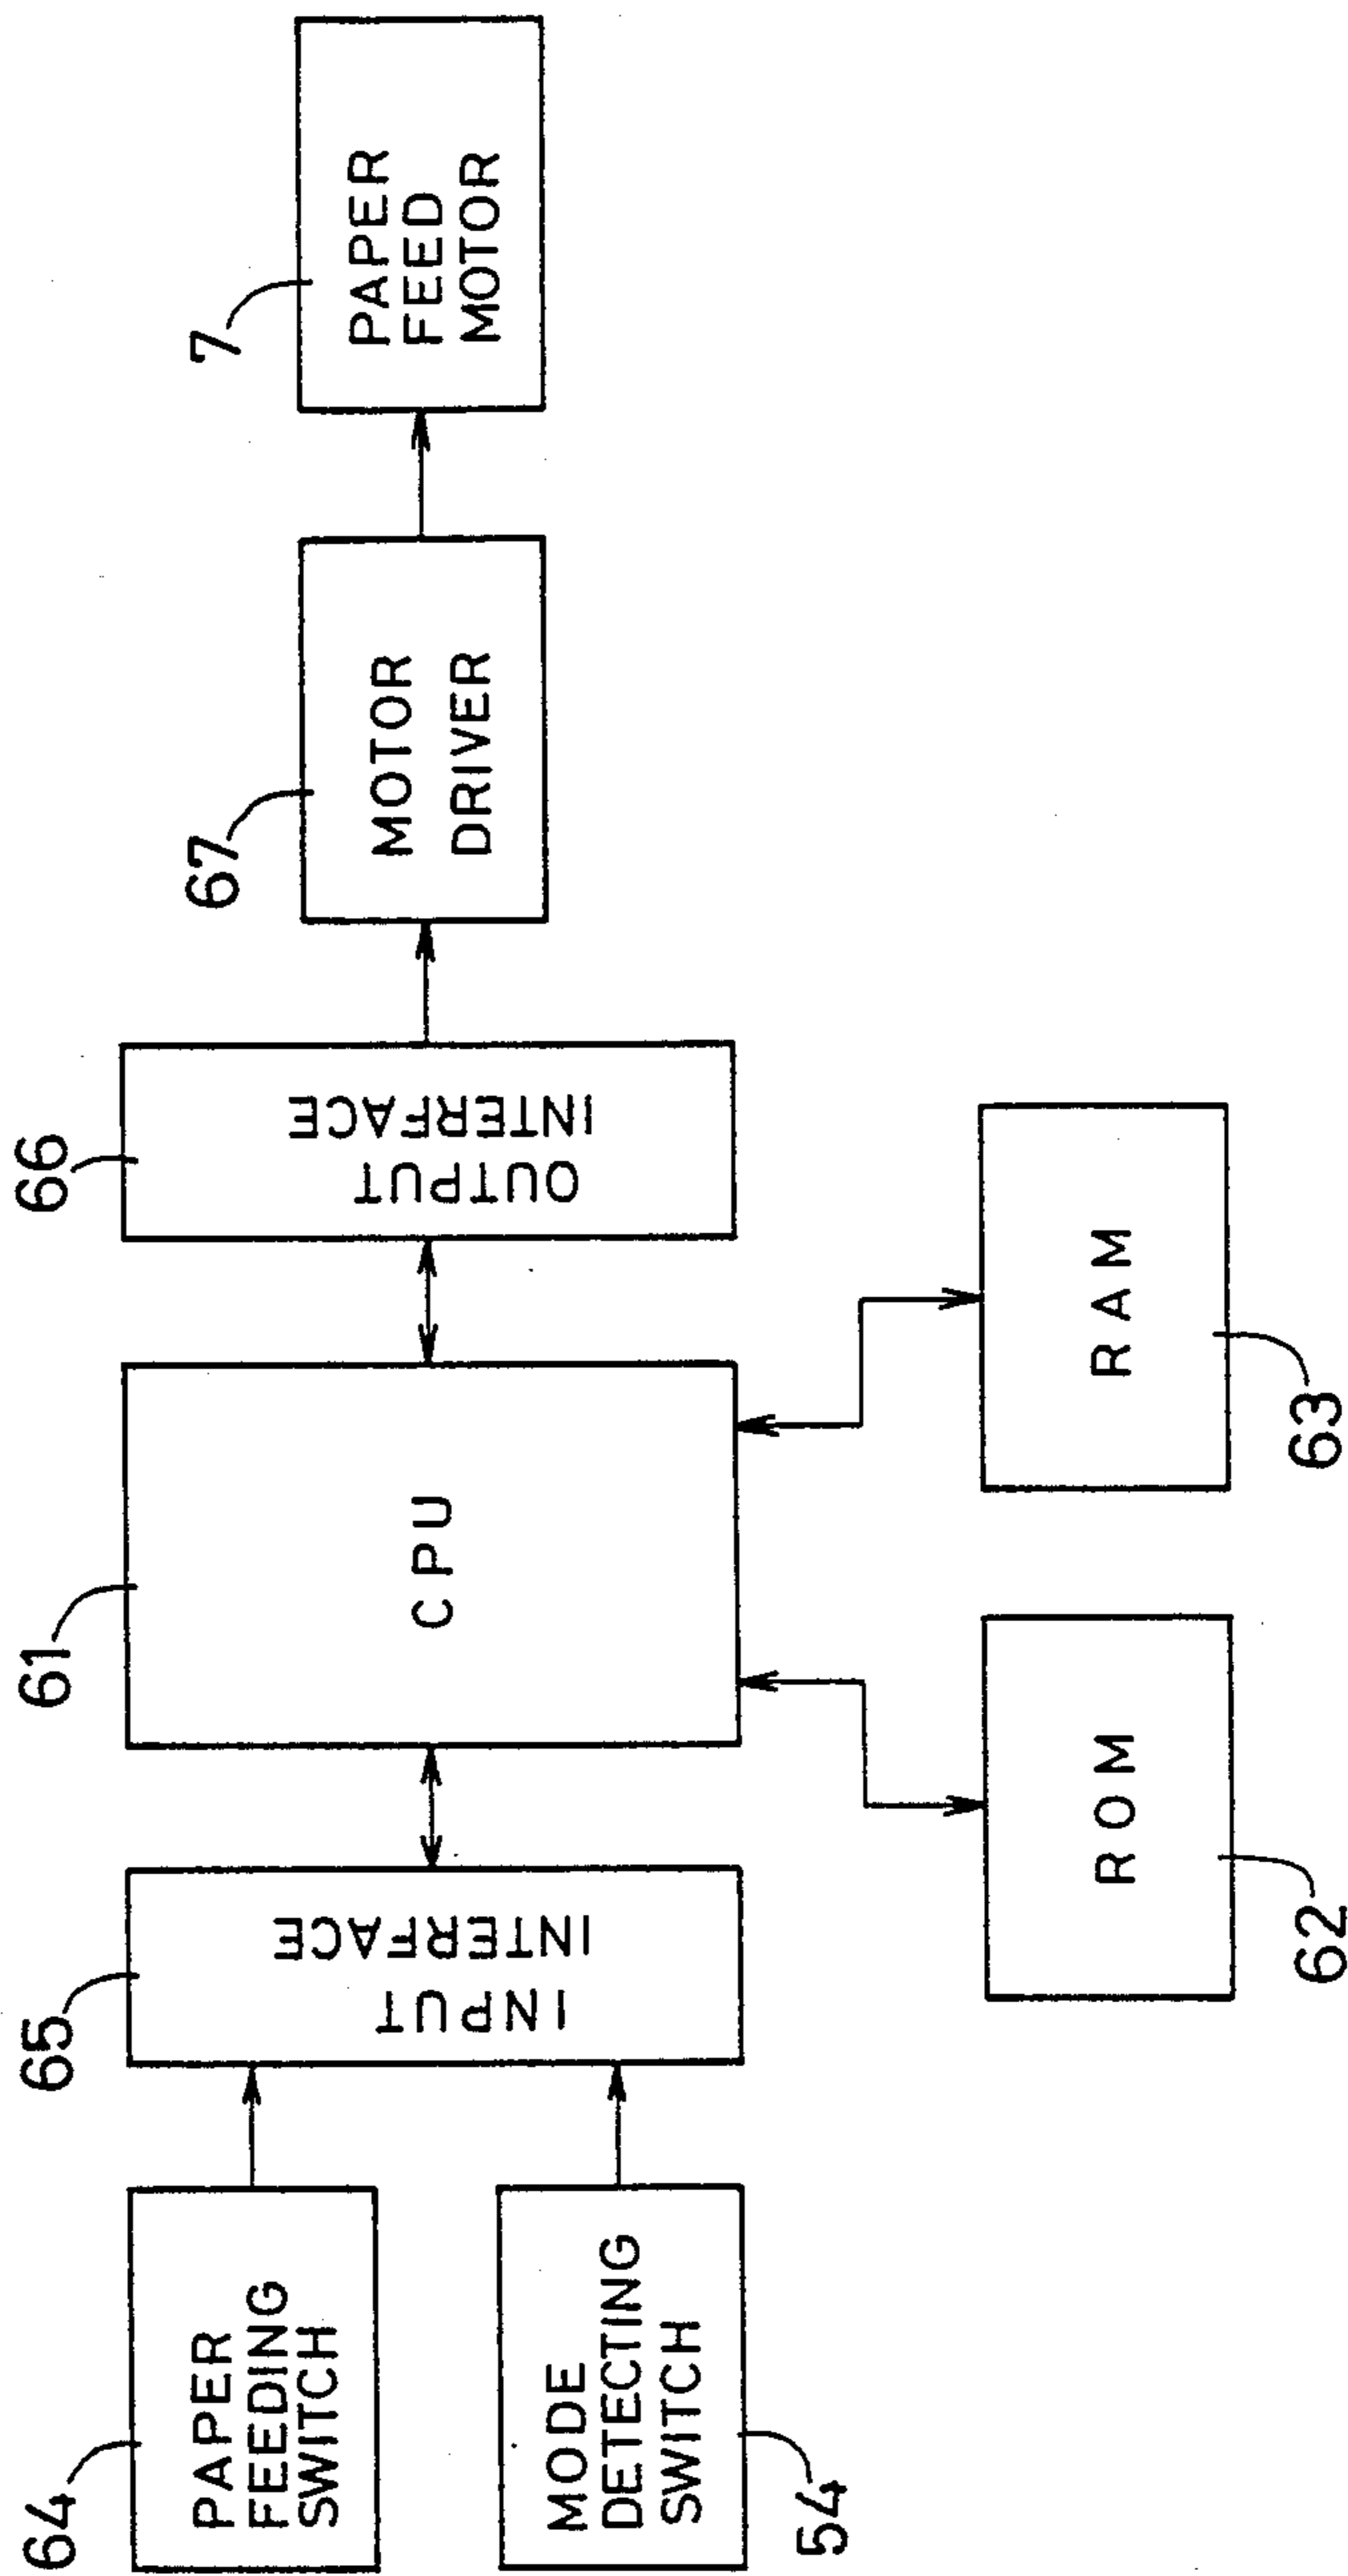 64
PAPER
FEEDING
SWITCH
MODE
DETECTING
SWITCH
54
65
INPUT
INTERFACE
61
CPU
66
OUTPUT
INTERFACE
67
MOTOR
DRIVER
7
PAPER
FEED
MOTOR
ROM
62
RAM
63